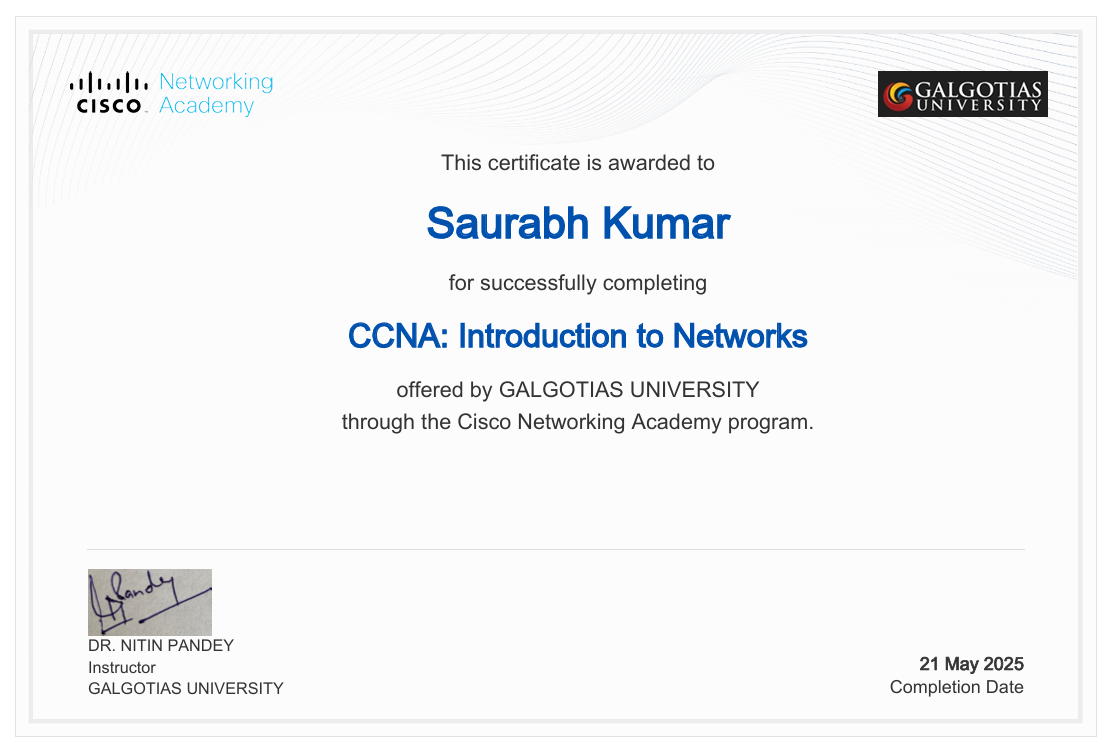 CISCO
Networking
Academy
GALGOTIAS
UNIVERSITY
This certificate is awarded to
Saurabh Kumar
for successfully completing
CCNA: Introduction to Networks
offered by GALGOTIAS UNIVERSITY
through the Cisco Networking Academy program.
DR. NITIN PANDEY
Instructor
GALGOTIAS UNIVERSITY
21 May 2025
Completion Date